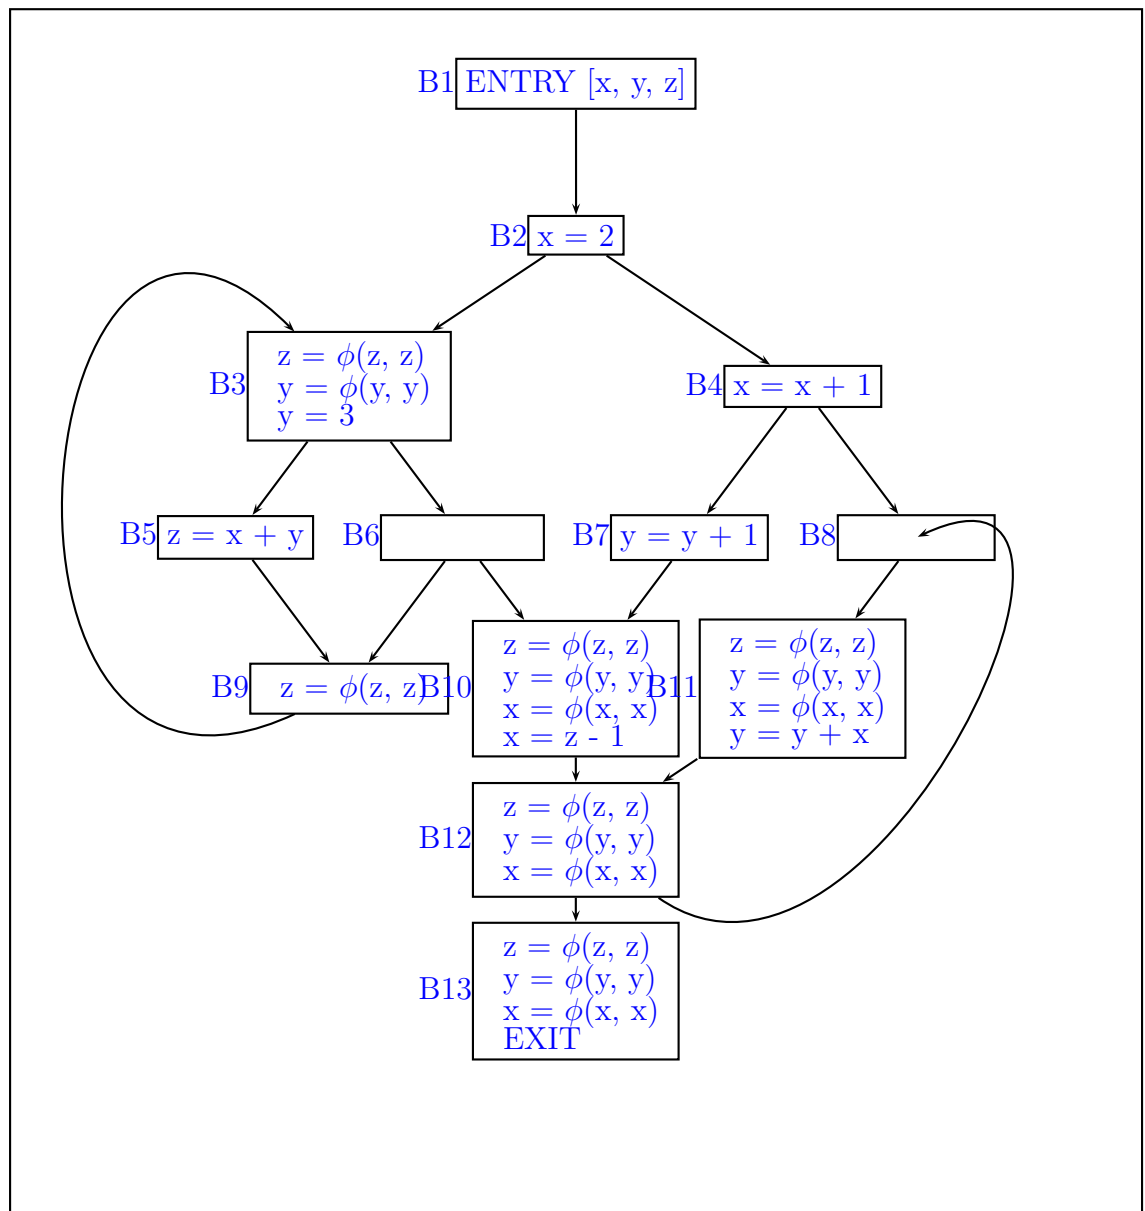 B1 ENTRY [x, y, z]
B2 x = 2
B3
z = ϕ(z, z)
y = ϕ(y, y)
y = 3
B4 x = x + 1
B5 z = x + y
B6
B7 y = y + 1
B8
B9 z = ϕ(z, z)
B10
z = ϕ(z, z)
y = ϕ(y, y)
x = ϕ(x, x)
x = z - 1
B11
z = ϕ(z, z)
y = ϕ(y, y)
x = ϕ(x, x)
y = y + x
B12
z = ϕ(z, z)
y = ϕ(y, y)
x = ϕ(x, x)
B13
z = ϕ(z, z)
y = ϕ(y, y)
x = ϕ(x, x)
EXIT